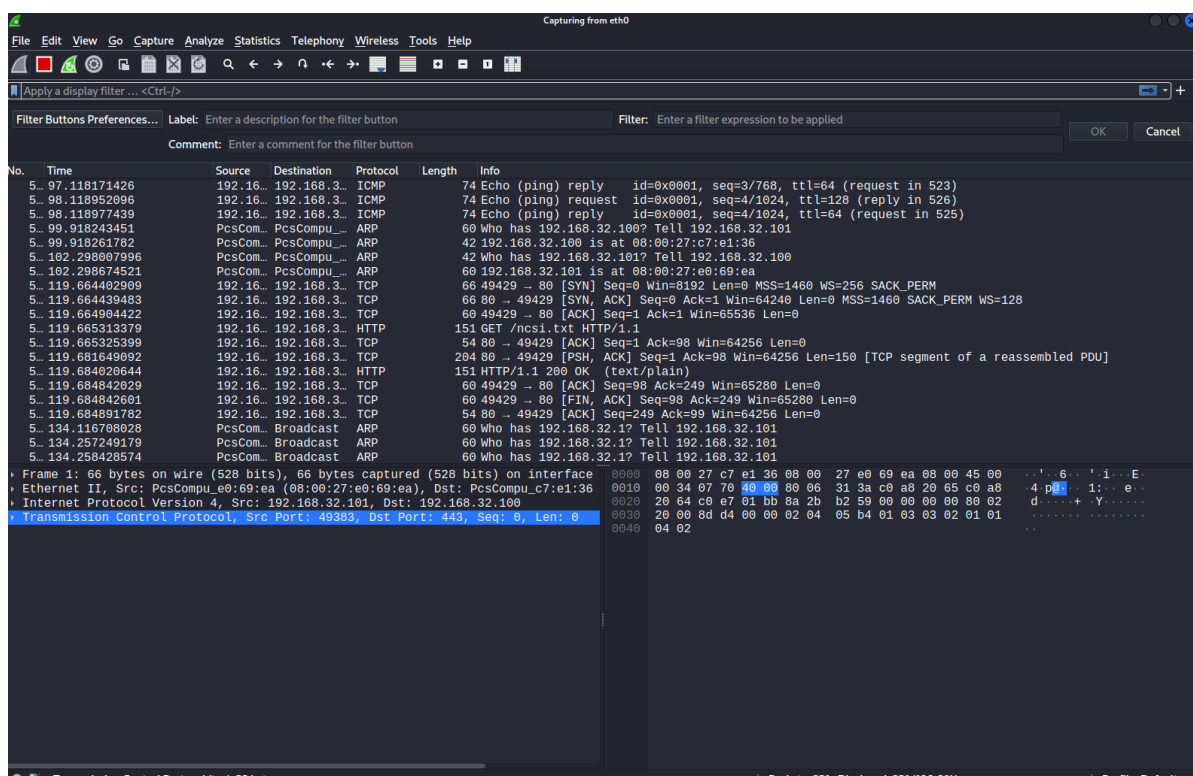 Capturing from eth0
File Edit View Go Capture Analyze Statistics Telephony Wireless Tools Help
Apply a display filter ... <Ctrl-/>
Filter Buttons Preferences... Label: Enter a description for the filter button Filter: Enter a filter expression to be applied
OK Cancel
Comment: Enter a comment for the filter button
No. Time Source Destination Protocol Length Info
5… 97.118171426 192.16… 192.168.3… ICMP 74 Echo (ping) reply id=0x0001, seq=3/768, ttl=64 (request in 523)
5… 98.118952096 192.16… 192.168.3… ICMP 74 Echo (ping) request id=0x0001, seq=4/1024, ttl=128 (reply in 526)
5… 98.118977439 192.16… 192.168.3… ICMP 74 Echo (ping) reply id=0x0001, seq=4/1024, ttl=64 (request in 525)
5… 99.918243451 PcsCom… PcsCompu_… ARP 60 Who has 192.168.32.100? Tell 192.168.32.101
5… 99.918261782 PcsCom… PcsCompu_… ARP 42 192.168.32.100 is at 08:00:27:c7:e1:36
5… 102.298007996 PcsCom… PcsCompu_… ARP 42 Who has 192.168.32.101? Tell 192.168.32.100
5… 102.298674521 PcsCom… PcsCompu_… ARP 60 192.168.32.101 is at 08:00:27:e0:69:ea
5… 119.664402909 192.16… 192.168.3… TCP 66 49429 → 80 [SYN] Seq=0 Win=8192 Len=0 MSS=1460 WS=256 SACK_PERM
5… 119.664439483 192.16… 192.168.3… TCP 66 80 → 49429 [SYN, ACK] Seq=0 Ack=1 Win=64240 Len=0 MSS=1460 SACK_PERM WS=128
5… 119.664904422 192.16… 192.168.3… TCP 60 49429 → 80 [ACK] Seq=1 Ack=1 Win=65536 Len=0
5… 119.665313379 192.16… 192.168.3… HTTP 151 GET /ncsi.txt HTTP/1.1
5… 119.665325399 192.16… 192.168.3… TCP 54 80 → 49429 [ACK] Seq=1 Ack=98 Win=64256 Len=0
5… 119.681649092 192.16… 192.168.3… TCP 204 80 → 49429 [PSH, ACK] Seq=1 Ack=98 Win=64256 Len=150 [TCP segment of a reassembled PDU]
5… 119.684020644 192.16… 192.168.3… HTTP 151 HTTP/1.1 200 OK (text/plain)
5… 119.684842029 192.16… 192.168.3… TCP 60 49429 → 80 [ACK] Seq=98 Ack=249 Win=65280 Len=0
5… 119.684842601 192.16… 192.168.3… TCP 60 49429 → 80 [FIN, ACK] Seq=98 Ack=249 Win=65280 Len=0
5… 119.684891782 192.16… 192.168.3… TCP 54 80 → 49429 [ACK] Seq=249 Ack=99 Win=64256 Len=0
5… 134.116708028 PcsCom… Broadcast ARP 60 Who has 192.168.32.1? Tell 192.168.32.101
5… 134.257249179 PcsCom… Broadcast ARP 60 Who has 192.168.32.1? Tell 192.168.32.101
5… 134.258428574 PcsCom… Broadcast ARP 60 Who has 192.168.32.1? Tell 192.168.32.101
Frame 1: 66 bytes on wire (528 bits), 66 bytes captured (528 bits) on interface
Ethernet II, Src: PcsCompu_e0:69:ea (08:00:27:e0:69:ea), Dst: PcsCompu_c7:e1:36
Internet Protocol Version 4, Src: 192.168.32.101, Dst: 192.168.32.100
Transmission Control Protocol, Src Port: 49383, Dst Port: 443, Seq: 0, Len: 0
0000 08 00 27 c7 e1 36 08 00 27 e0 69 ea 08 00 45 00 ··'··6·· '·i···E·
0010 00 34 07 70 40 00 80 06 31 3a c0 a8 20 65 c0 a8 ·4·p@··· 1:·· e··
0020 20 64 c0 e7 01 bb 8a 2b b2 59 00 00 00 00 80 02 d·····+ ·Y······
0030 20 00 8d d4 00 00 02 04 05 b4 01 03 03 02 01 01 ········ ········
0040 04 02 ··